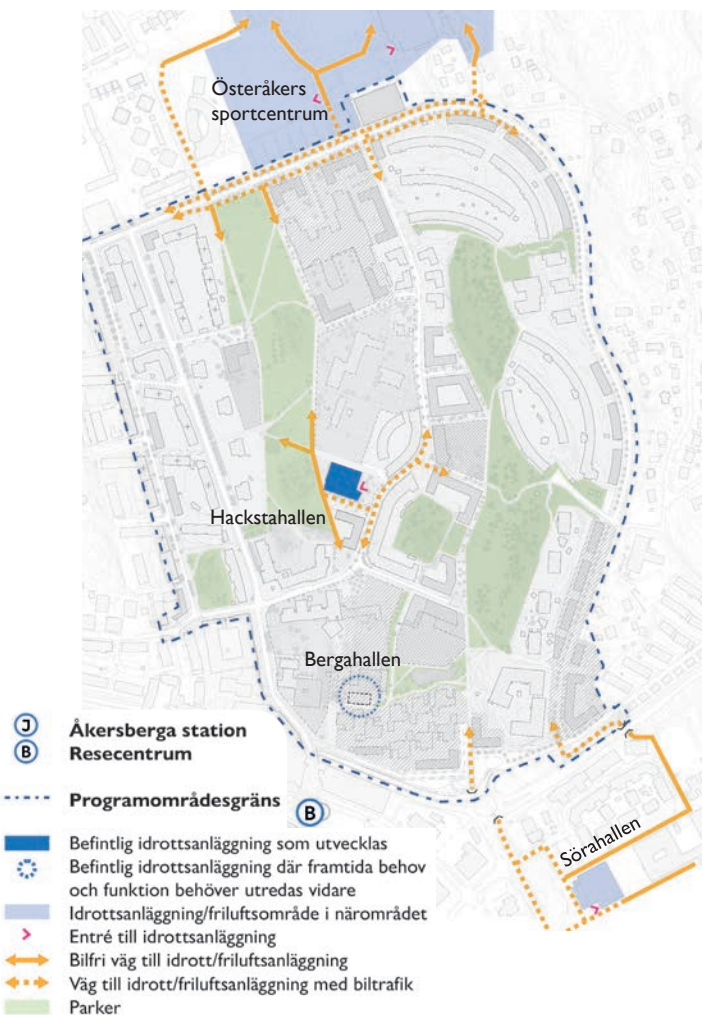 Österåkers
sportcentrum
Hackstahallen
Bergahallen
Sörahallen
J Åkersberga station
B Resecentrum
Programområdesgräns
B
Befintlig idrottsanläggning som utvecklas
Befintlig idrottsanläggning där framtida behov
och funktion behöver utredas vidare
Idrottsanläggning/friluftsområde i närområdet
Entré till idrottsanläggning
Bilfri väg till idrott/friluftsanläggning
Väg till idrott/friluftsanläggning med biltrafik
Parker